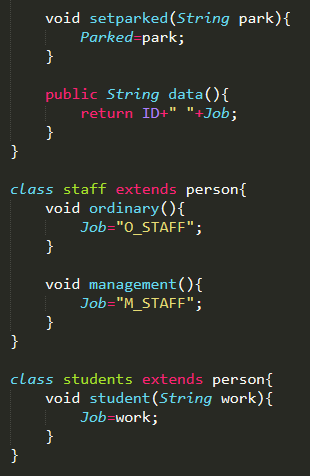 void setparked(String park){
Parked=park;
}
public String data(){
return ID+" "+Job;
}
}
class staff extends person{
void ordinary(){
Job="O_STAFF";
}
void management(){
Job="M_STAFF";
}
}
class students extends person{
void student(String work){
Job=work;
}
}